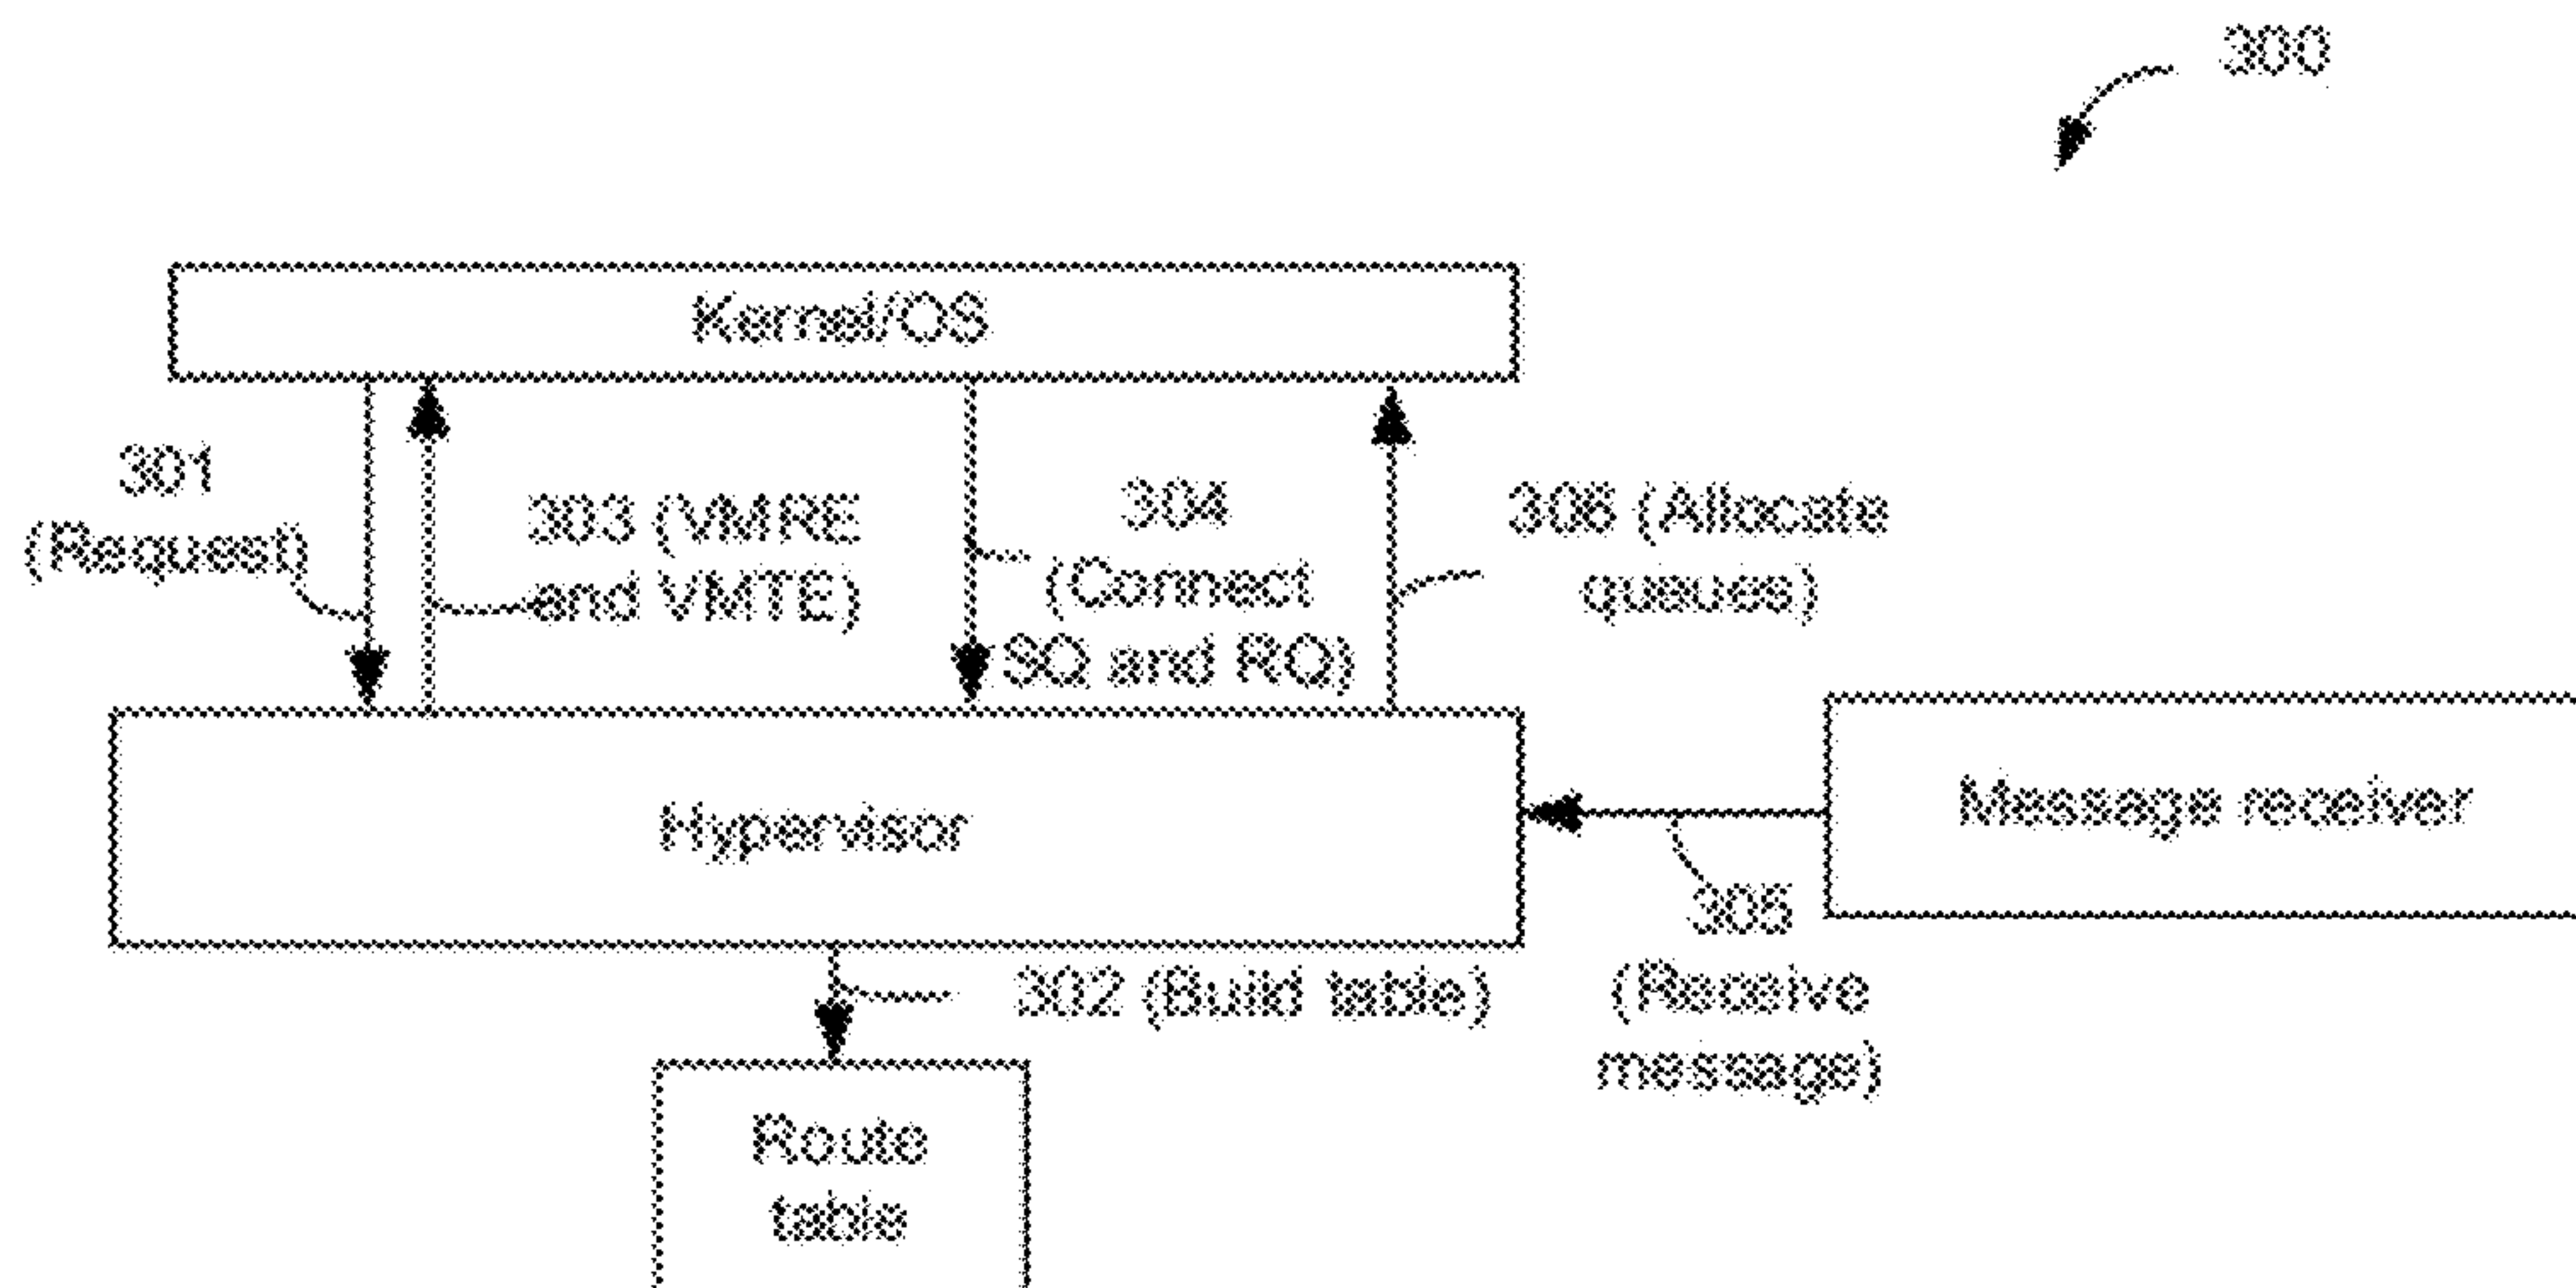 300
Kernel/OS
301
(Request)
303 (VMRE
and VMTE)
304
(Connect
SQ and RQ)
306 (Allocate
queues)
Hypervisor
Message receiver
305
(Receive
message)
302 (Build table)
Route
table